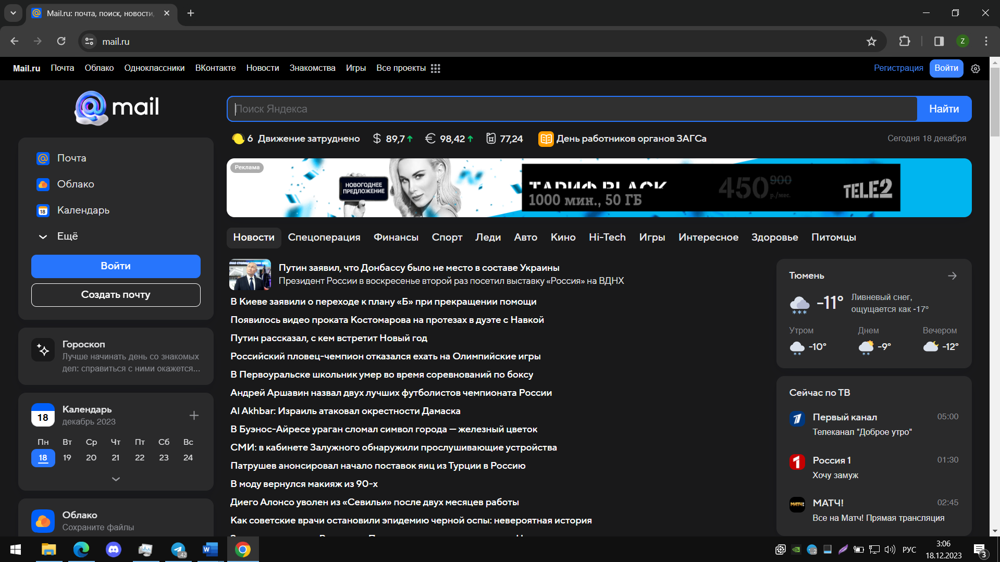 Mail.ru: почта, поиск, новости,
mail.ru
Z
Mail.ru Почта Облако Одноклассники ВКонтакте Новости Знакомства Игры Все проекты
Регистрация Войти
mail
Поиск Яндекса
Найти
6 Движение затруднено $ 89,7 € 98,42 77,24 День работников органов ЗАГСа
Сегодня 18 декабря
Почта
Облако
18 Календарь
Ещё
Войти
Создать почту
Реклама
НОВОГОДНЕЕ
ПРЕДЛОЖЕНИЕ
ТАРИФ BLACK
1000 мин., 50 ГБ
450 900
р./мес.
TELE2
Новости Спецоперация Финансы Спорт Леди Авто Кино Hi-Tech Игры Интересное Здоровье Питомцы
Путин заявил, что Донбассу было не место в составе Украины
Президент России в воскресенье второй раз посетил выставку «Россия» на ВДНХ
В Киеве заявили о переходе к плану «Б» при прекращении помощи
Появилось видео проката Костомарова на протезах в дуэте с Навкой
Путин рассказал, с кем встретит Новый год
Российский пловец-чемпион отказался ехать на Олимпийские игры
В Первоуральске школьник умер во время соревнований по боксу
Андрей Аршавин назвал двух лучших футболистов чемпионата России
Al Akhbar: Израиль атаковал окрестности Дамаска
В Буэнос-Айресе ураган сломал символ города — железный цветок
СМИ: в кабинете Залужного обнаружили прослушивающие устройства
Патрушев анонсировал начало поставок яиц из Турции в Россию
В моду вернулся макияж из 90-х
Диего Алонсо уволен из «Севильи» после двух месяцев работы
Как советские врачи остановили эпидемию черной оспы: невероятная история
Гороскоп
Лучше начинать день со знакомых
дел: справиться с ними окажется...
18
Календарь
декабрь 2023
Пн Вт Ср Чт Пт Сб Вс
18 19 20 21 22 23 24
Облако
Сохраните файлы
Тюмень
-11° Ливневый снег,
ощущается как -17°
Утром Днем Вечером
-10° -9° -12°
Сейчас по ТВ
Первый канал 05:00
Телеканал "Доброе утро"
Россия 1 01:30
Хочу замуж
МАТЧ! МАТЧ! 02:45
Все на Матч! Прямая трансляция
42
W
2
РУС
3:06
18.12.2023
3